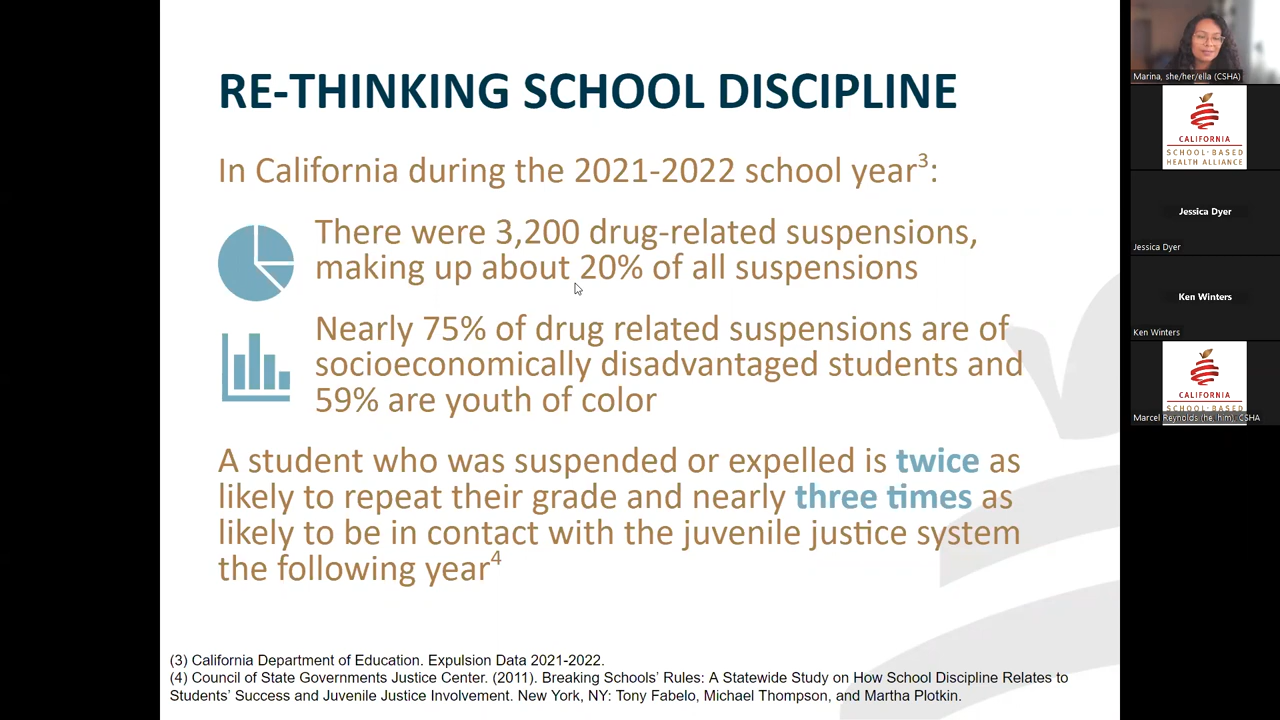 RE-THINKING SCHOOL DISCIPLINE
In California during the 2021-2022 school year3:
There were 3,200 drug-related suspensions,
making up about 20% of all suspensions
Nearly 75% of drug related suspensions are of
socioeconomically disadvantaged students and
59% are youth of color
A student who was suspended or expelled is twice as
likely to repeat their grade and nearly three times as
likely to be in contact with the juvenile justice system
the following year4
(3) California Department of Education. Expulsion Data 2021-2022.
(4) Council of State Governments Justice Center. (2011). Breaking Schools' Rules: A Statewide Study on How School Discipline Relates to
Students' Success and Juvenile Justice Involvement. New York, NY: Tony Fabelo, Michael Thompson, and Martha Plotkin.
Marina, she/her/ella (CSHA)
CALIFORNIA
SCHOOL-BASED
HEALTH ALLIANCE
Jessica Dyer
Jessica Dyer
Ken Winters
Ken Winters
CALIFORNIA
SCHOOL-BASED
Marcel Reynolds (he, him), CSHA